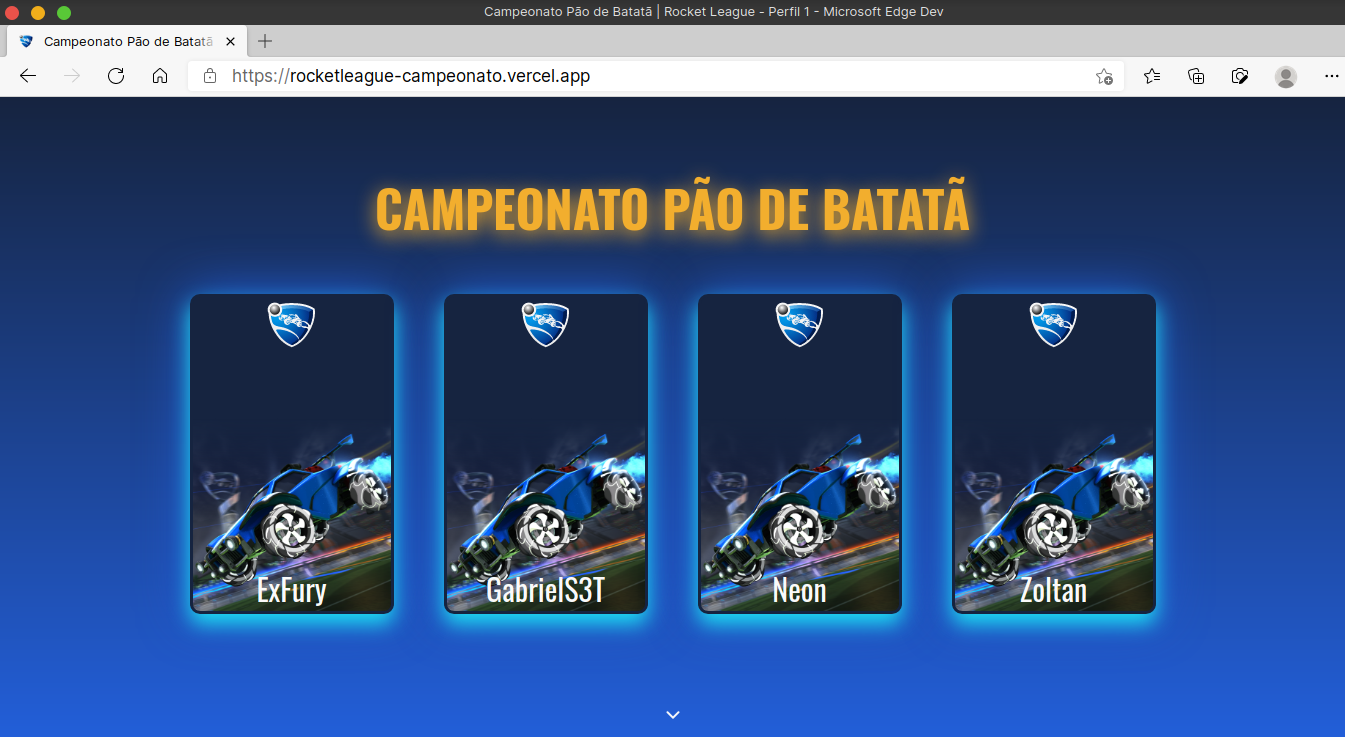 Campeonato Pão de Batatã | Rocket League - Perfil 1 - Microsoft Edge Dev
Campeonato Pão de Batatã
https://rocketleague-campeonato.vercel.app
CAMPEONATO PÃO DE BATATÃ
ExFury
GabrielS3T
Neon
Zoltan